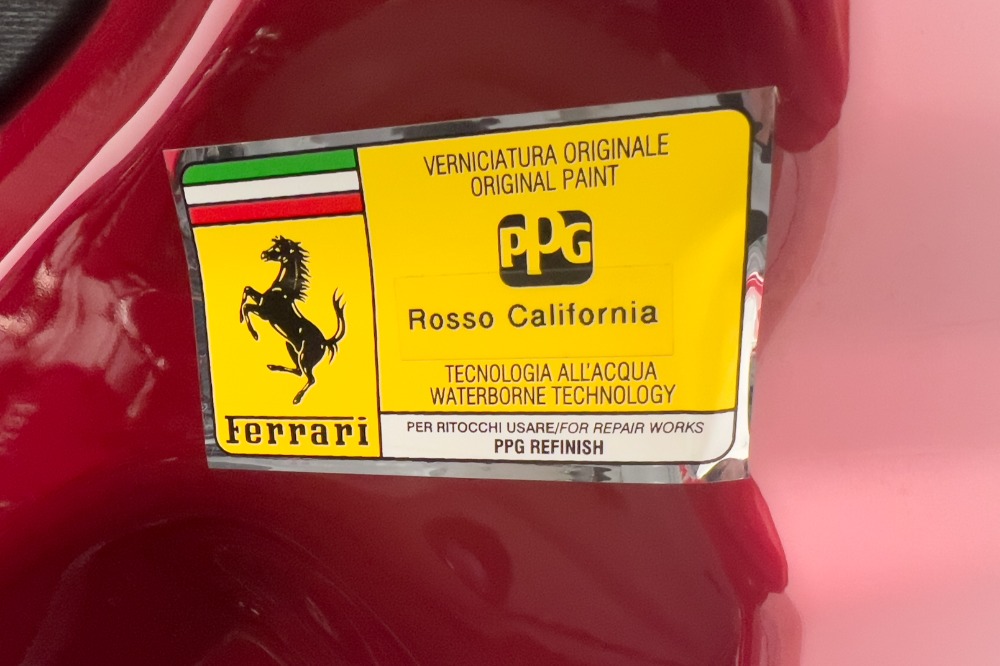 VERNICIATURA ORIGINALE
ORIGINAL PAINT
PPG
Rosso California
TECNOLOGIA ALL'ACQUA
WATERBORNE TECHNOLOGY
Ferrari
PER RITOCCHI USARE/FOR REPAIR WORKS
PPG REFINISH